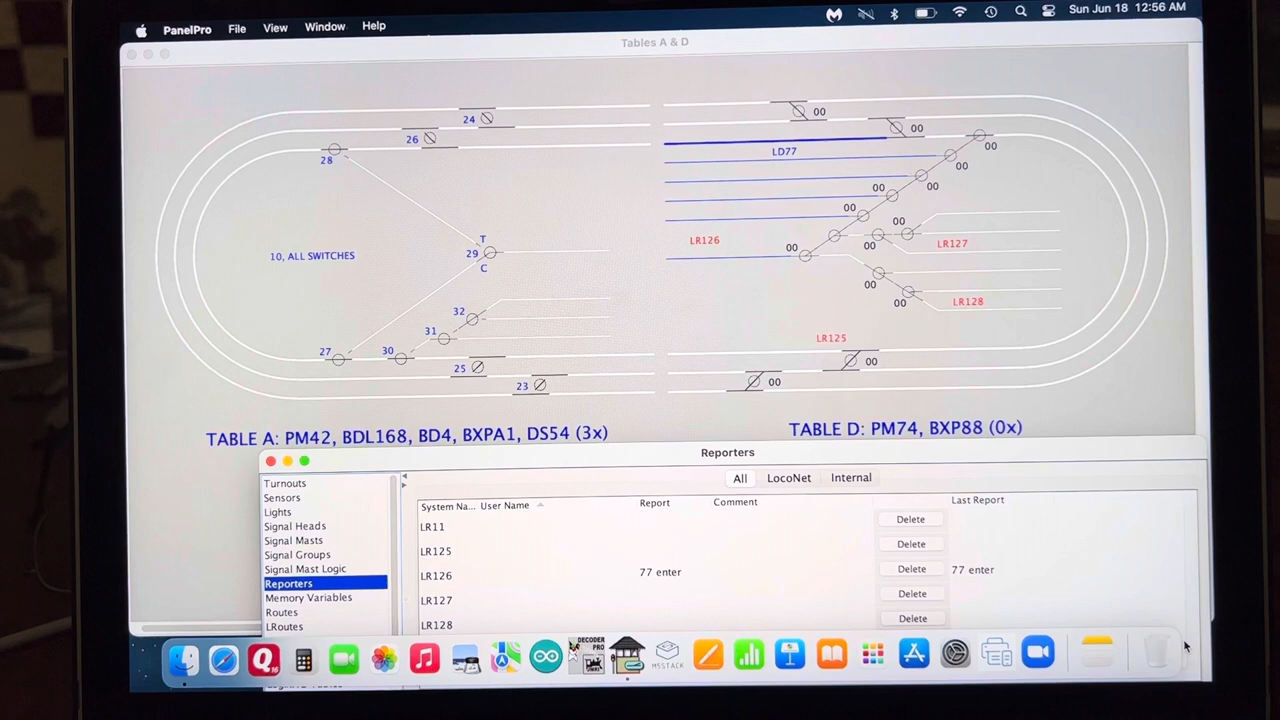 PanelPro File View Window Help
Sun Jun 18 12:56 AM
Tables A & D
24
26
28
00
00
LD77
00
00
00
00
00
00
LR126
00
00
LR127
00
00
LR128
T
29
C
10, ALL SWITCHES
32
31
27
30
25
23
LR125
00
00
TABLE A: PM42, BDL168, BD4, BXPA1, DS54 (3x)
TABLE D: PM74, BXP88 (0x)
Reporters
All LocoNet Internal
Turnouts
Sensors
Lights
Signal Heads
Signal Masts
Signal Groups
Signal Mast Logic
Reporters
Memory Variables
Routes
LRoutes
System Na... User Name Report Comment Last Report
LR11 Delete
LR125 Delete
LR126 77 enter Delete 77 enter
LR127 Delete
LR128 Delete
Q
16
DECODER
PRO
MSSTACK